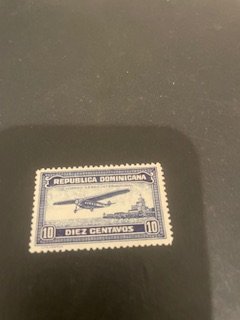 REPUBLICA DOMINICANA
10 10
DIEZ CENTAVOS